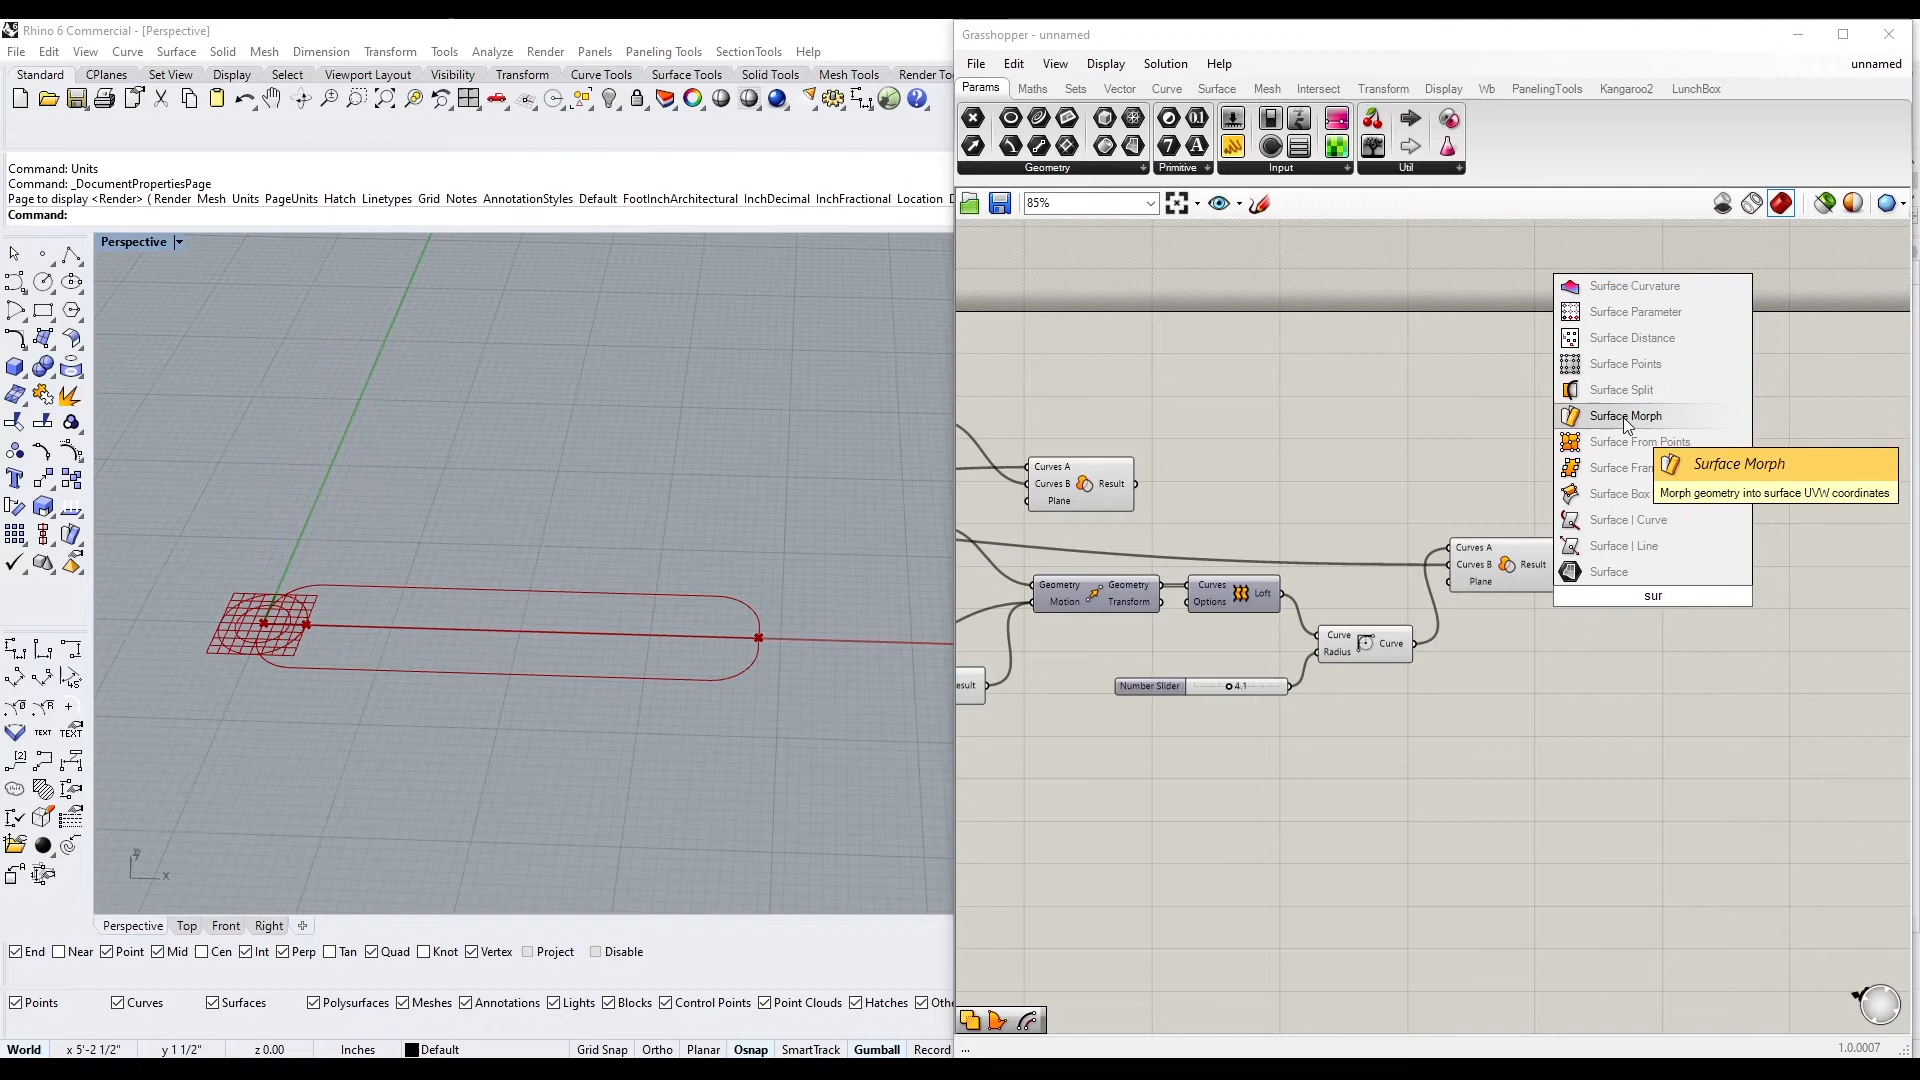 Rhino 6 Commercial - [Perspective]
File Edit View Curve Surface Solid Mesh Dimension Transform Tools Analyze Render Panels Paneling Tools SectionTools Help
Standard CPlanes Set View Display Select Viewport Layout Visibility Transform Curve Tools Surface Tools Solid Tools Mesh Tools Render To
Command: Units
Command: _DocumentPropertiesPage
Page to display <Render> ( Render Mesh Units PageUnits Hatch Linetypes Grid Notes AnnotationStyles Default FootInchArchitectural InchDecimal InchFractional Location D
Command:
Perspective
y
x
Perspective Top Front Right
End Near Point Mid Cen Int Perp Tan Quad Knot Vertex Project Disable
Points Curves Surfaces Polysurfaces Meshes Annotations Lights Blocks Control Points Point Clouds Hatches Othe
World x 5'-2 1/2" y 1 1/2" z 0.00 Inches Default Grid Snap Ortho Planar Osnap SmartTrack Gumball Record
Grasshopper - unnamed
File Edit View Display Solution Help unnamed
Params Maths Sets Vector Curve Surface Mesh Intersect Transform Display Wb PanelingTools Kangaroo2 LunchBox
Geometry Primitive Input Util
85%
Surface Curvature
Surface Parameter
Surface Distance
Surface Points
Surface Split
Surface Morph
Surface From Points
Surface Fran
Surface Box
Surface | Curve
Surface | Line
Surface
sur
Surface Morph
Morph geometry into surface UVW coordinates
Curves A
Curves B Result
Plane
Geometry Geometry
Motion Transform
Curves
Options Loft
Curve
Radius Curve
Curves A
Curves B Result
Plane
esult
Number Slider 4.1
... 1.0.0007